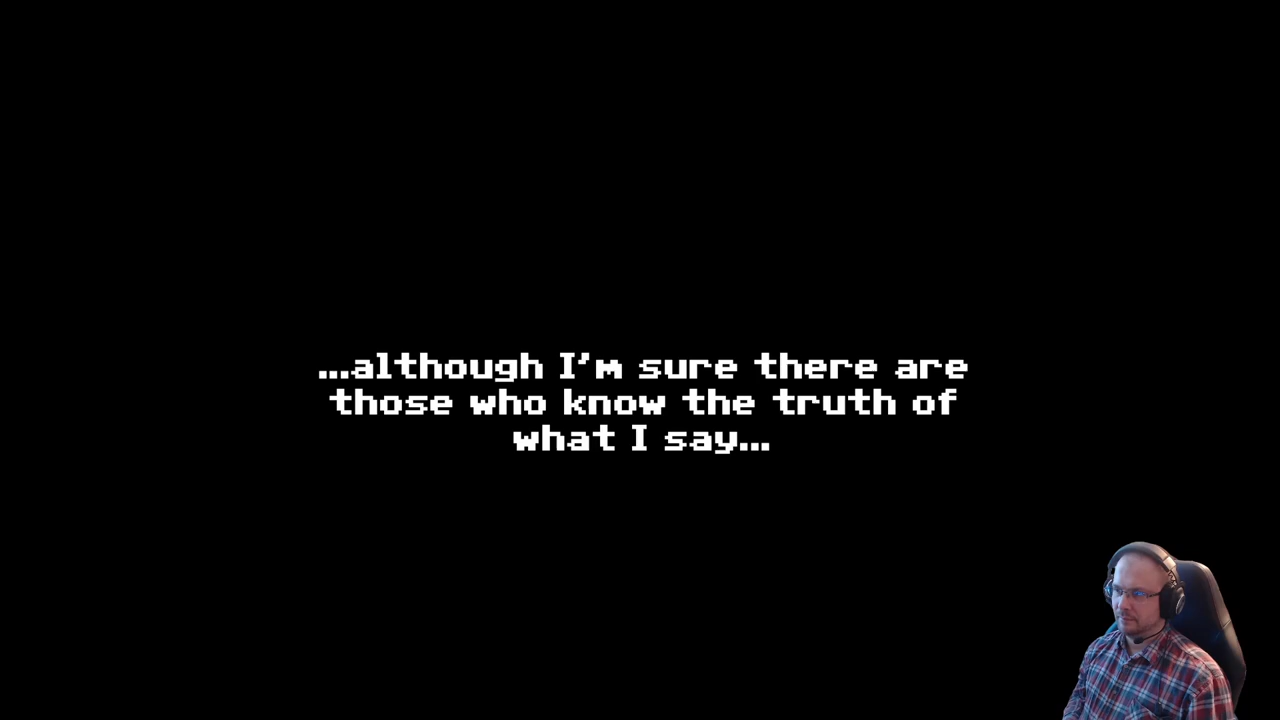 ...although I'm sure there are
those who know the truth of
what I say...